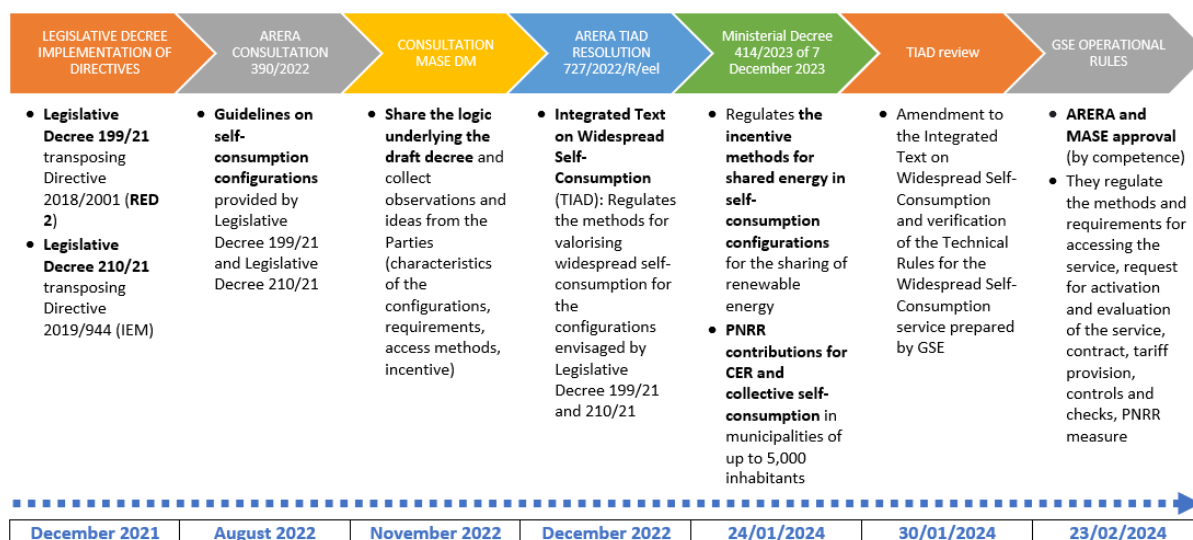 LEGISLATIVE DECREE
IMPLEMENTATION OF
DIRECTIVES
ARERA
CONSULTATION
390/2022
CONSULTATION
MASE DM
ARERA TIAD
RESOLUTION
727/2022/R/eel
Ministerial Decree
414/2023 of 7
December 2023
TIAD review
GSE OPERATIONAL
RULES
• Legislative
Decree 199/21
transposing
Directive
2018/2001 (RED
2)
• Legislative
Decree 210/21
transposing
Directive
2019/944 (IEM)
• Guidelines on
self-
consumption
configurations
provided by
Legislative
Decree 199/21
and Legislative
Decree 210/21
• Share the logic
underlying the
draft decree and
collect
observations and
ideas from the
Parties
(characteristics
of the
configurations,
requirements,
access methods,
incentive)
• Integrated Text
on Widespread
Self-
Consumption
(TIAD): Regulates
the methods for
valorising
widespread self-
consumption for
the
configurations
envisaged by
Legislative
Decree 199/21
and 210/21
• Regulates the
incentive
methods for
shared energy in
self-
consumption
configurations
for the sharing of
renewable
energy
• PNRR
contributions for
CER and
collective self-
consumption in
municipalities of
up to 5,000
inhabitants
• Amendment to
the Integrated
Text on
Widespread Self-
Consumption
and verification
of the Technical
Rules for the
Widespread Self-
Consumption
service prepared
by GSE
• ARERA and
MASE approval
(by competence)
• They regulate
the methods and
requirements for
accessing the
service, request
for activation
and evaluation
of the service,
contract, tariff
provision,
controls and
checks, PNRR
measure
December 2021
August 2022
November 2022
December 2022
24/01/2024
30/01/2024
23/02/2024